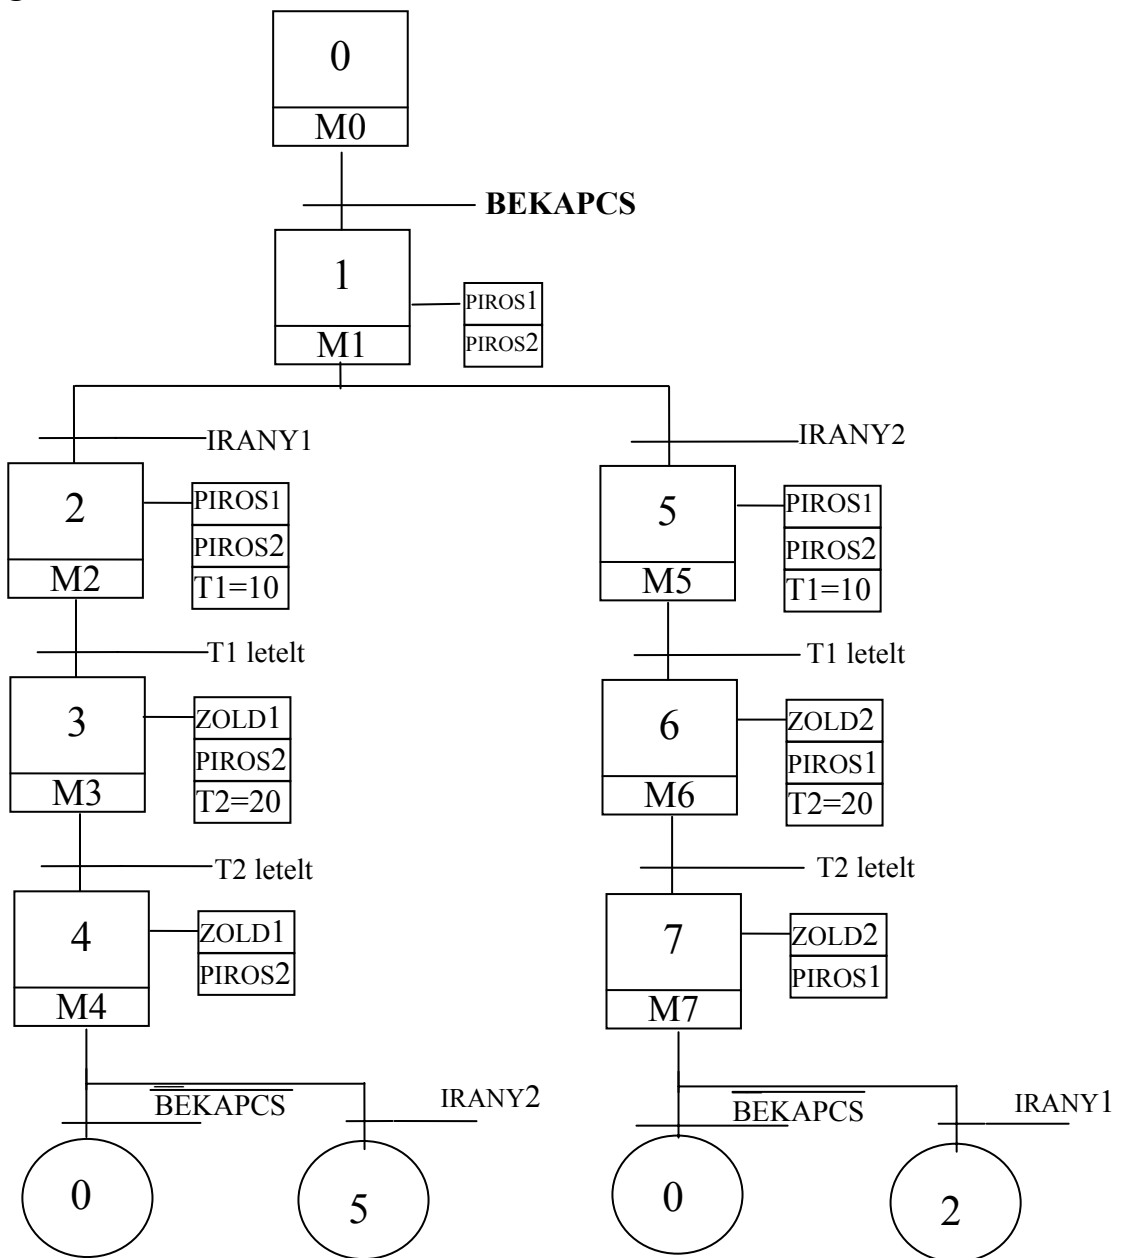 0
M0
BEKAPCS
1
PIROS1
PIROS2
M1
IRANY1
IRANY2
2
PIROS1
PIROS2
M2
T1=10
5
PIROS1
PIROS2
M5
T1=10
T1 letelt
T1 letelt
3
ZOLD1
PIROS2
M3
T2=20
6
ZOLD2
PIROS1
M6
T2=20
T2 letelt
T2 letelt
4
ZOLD1
PIROS2
M4
7
ZOLD2
PIROS1
M7
BEKAPCS
IRANY2
BEKAPCS
IRANY1
0
5
0
2